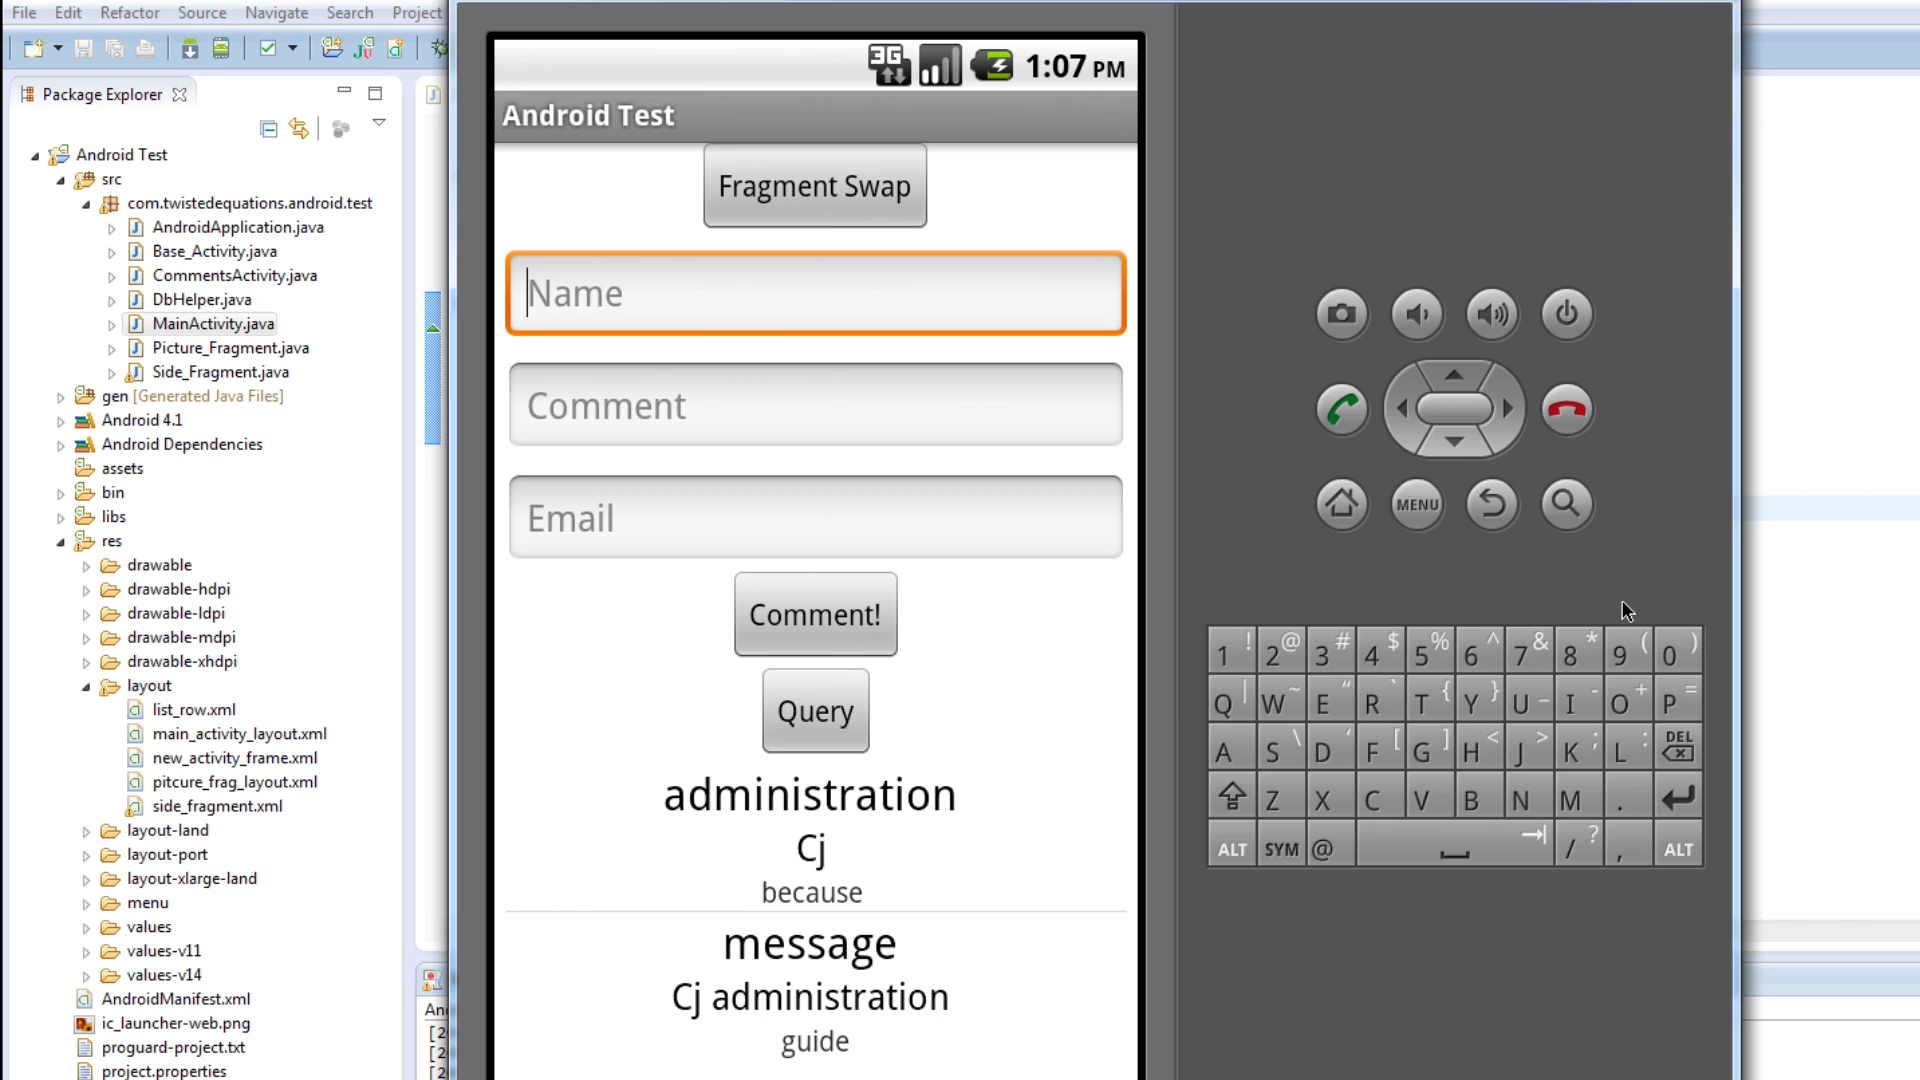 File Edit Refactor Source Navigate Search Project
Package Explorer
Android Test
src
com.twistedequations.android.test
AndroidApplication.java
Base_Activity.java
CommentsActivity.java
DbHelper.java
MainActivity.java
Picture_Fragment.java
Side_Fragment.java
gen [Generated Java Files]
Android 4.1
Android Dependencies
assets
bin
libs
res
drawable
drawable-hdpi
drawable-ldpi
drawable-mdpi
drawable-xhdpi
layout
list_row.xml
main_activity_layout.xml
new_activity_frame.xml
pitcure_frag_layout.xml
side_fragment.xml
layout-land
layout-port
layout-xlarge-land
menu
values
values-v11
values-v14
AndroidManifest.xml
ic_launcher-web.png
proguard-project.txt
project.properties
3G 1:07 PM
Android Test
Fragment Swap
Name
Comment
Email
Comment!
Query
administration
Cj
because
message
Cj administration
guide
MENU
1 ! 2 @ 3 # 4 $ 5 % 6 ^ 7 & 8 * 9 ( 0 )
Q | W ~ E " R ` T { Y } U _ I - O + P =
A S \ D ' F [ G ] H < J > K ; L : DEL
Z X C V B N M .
ALT SYM @ / ? , ALT